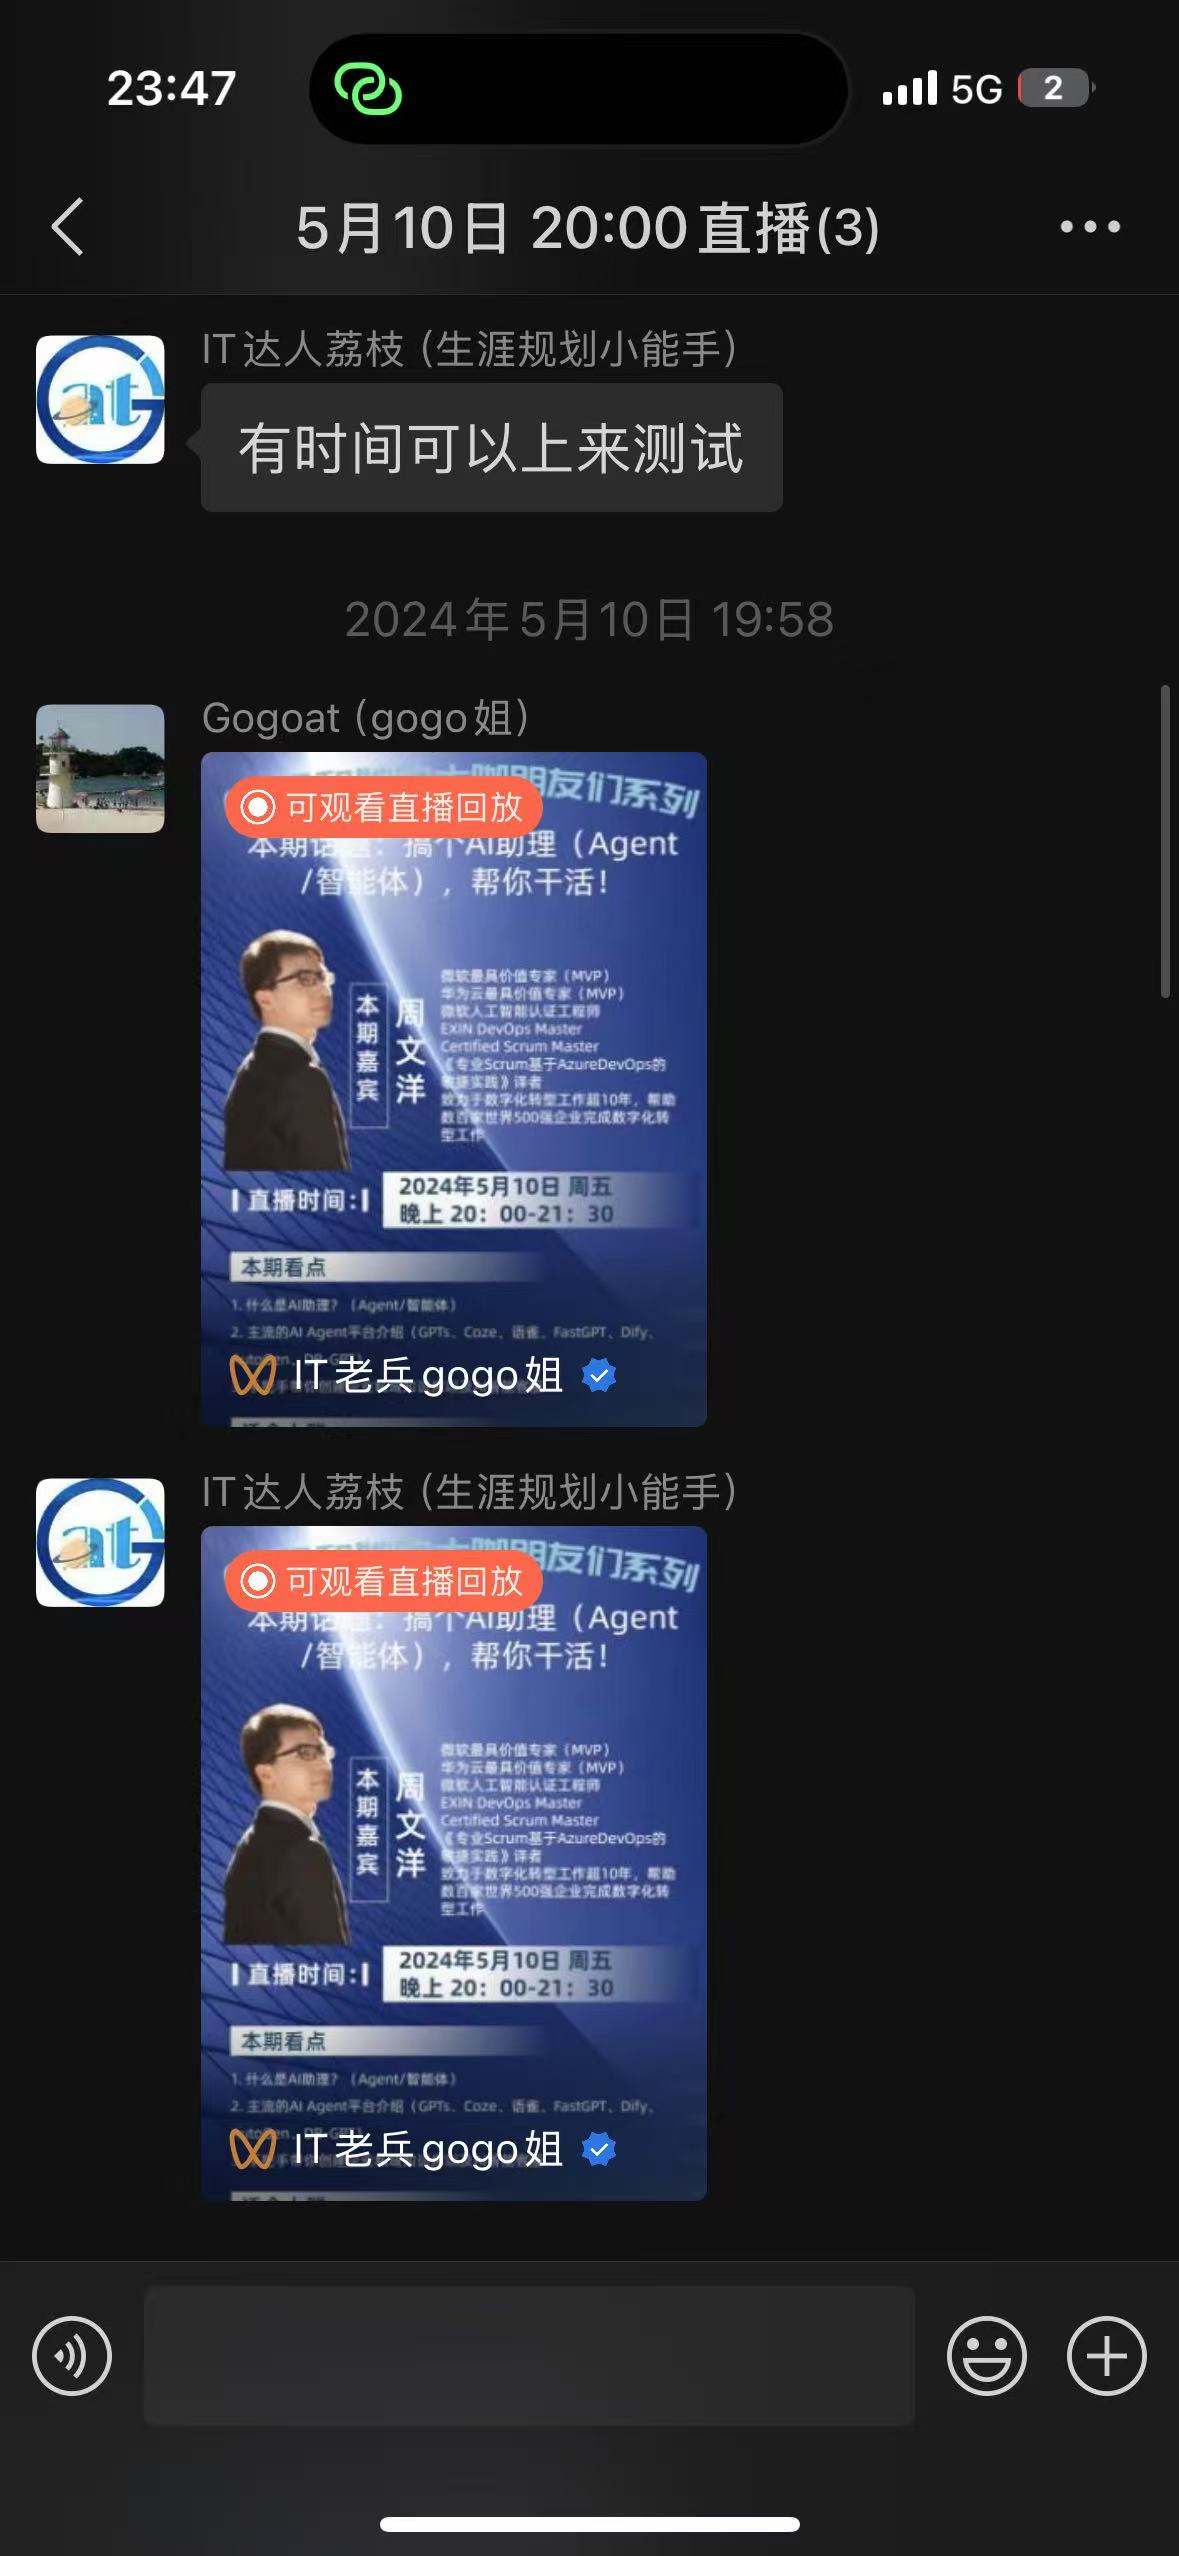 23:47
5G
2
5月10日 20:00直播(3)
IT达人荔枝 (生涯规划小能手)
at
有时间可以上来测试
2024年5月10日 19:58
Gogoat (gogo姐)
朋友们系列
可观看直播回放
本期话题：搞个AI助理（Agent
/智能体），帮你干活！
微软最具价值专家（MVP）
华为云最具价值专家（MVP）
微软人工智能认证工程师
EXIN DevOps Master
Certified Scrum Master
《专业Scrum基于AzureDevOps的
敏捷实践》译者
致力于数字化转型工作超10年，帮助
数百家世界500强企业完成数字化转
型工作
本期嘉宾
周文洋
直播时间:
2024年5月10日 周五
晚上 20：00-21：30
本期看点
1. 什么是AI助理？（Agent/智能体）
2. 主流的AI Agent平台介绍（GPTs、Coze、语雀、FastGPT、Dify、
IT老兵gogo姐
IT达人荔枝 (生涯规划小能手)
at
朋友们系列
可观看直播回放
本期话题：搞个AI助理（Agent
/智能体），帮你干活！
微软最具价值专家（MVP）
华为云最具价值专家（MVP）
微软人工智能认证工程师
EXIN DevOps Master
Certified Scrum Master
《专业Scrum基于AzureDevOps的
敏捷实践》译者
致力于数字化转型工作超10年，帮助
数百家世界500强企业完成数字化转
型工作
本期嘉宾
周文洋
直播时间:
2024年5月10日 周五
晚上 20：00-21：30
本期看点
1. 什么是AI助理？（Agent/智能体）
2. 主流的AI Agent平台介绍（GPTs、Coze、语雀、FastGPT、Dify、
IT老兵gogo姐